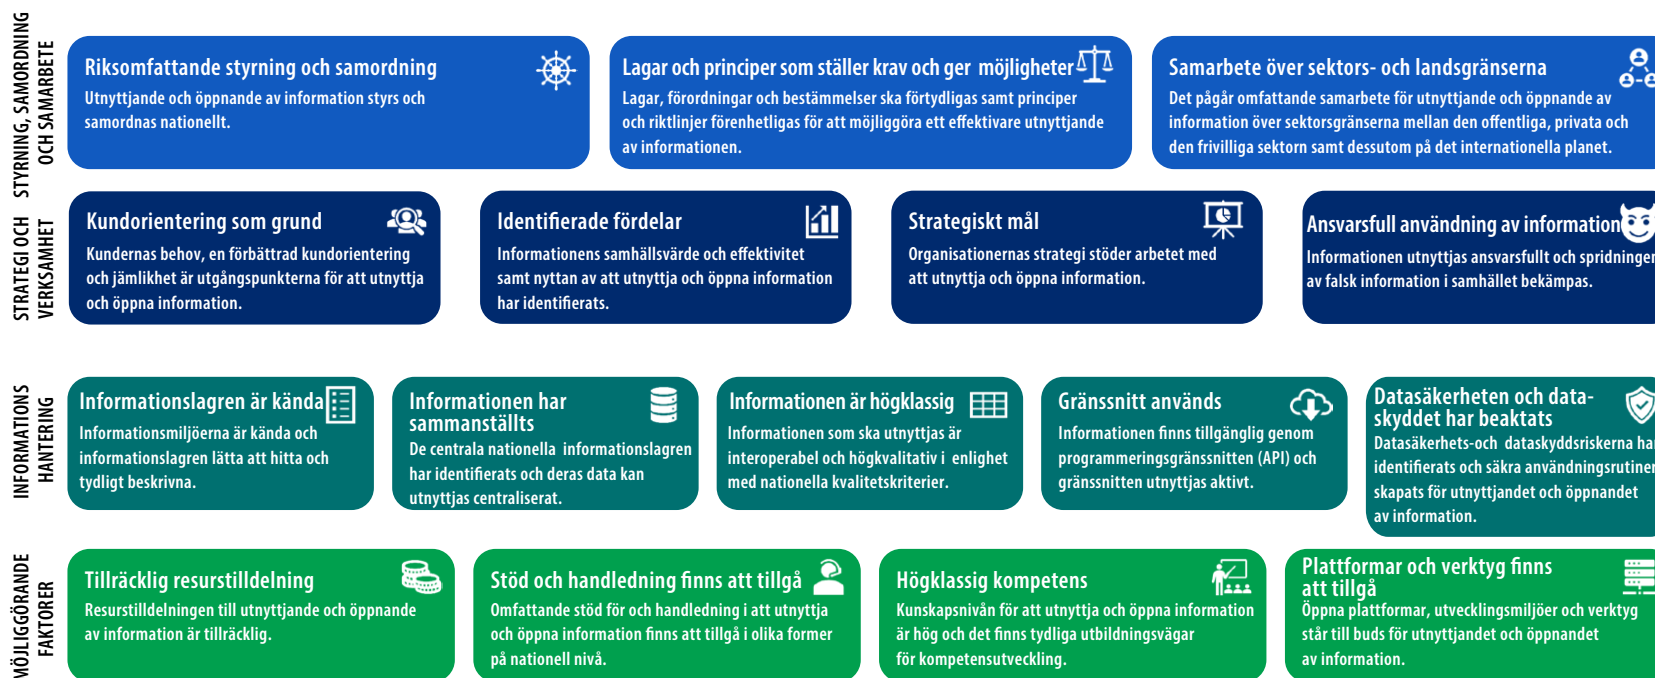 STYRNING, SAMORDNING
OCH SAMARBETE
Riksomfattande styrning och samordning
Utnyttjande och öppnande av information styrs och
samordnas nationellt.
Lagar och principer som ställer krav och ger möjligheter
Lagar, förordningar och bestämmelser ska förtydligas samt principer
och riktlinjer förenhetligas för att möjliggöra ett effektivare utnyttjande
av informationen.
Samarbete över sektors- och landsgränserna
Det pågår omfattande samarbete för utnyttjande och öppnande av
information över sektorsgränserna mellan den offentliga, privata och
den frivilliga sektorn samt dessutom på det internationella planet.
STRATEGI OCH
VERKSAMHET
Kundorientering som grund
Kundernas behov, en förbättrad kundorientering
och jämlikhet är utgångspunkterna för att utnyttja
och öppna information.
Identifierade fördelar
Informationens samhällsvärde och effektivitet
samt nyttan av att utnyttja och öppna information
har identifierats.
Strategiskt mål
Organisationernas strategi stöder arbetet med
att utnyttja och öppna information.
Ansvarsfull användning av information
Informationen utnyttjas ansvarsfullt och spridningen
av falsk information i samhället bekämpas.
INFORMATIONS
HANTERING
Informationslagren är kända
Informationsmiljöerna är kända och
informationslagren lätta att hitta och
tydligt beskrivna.
Informationen har
sammanställts
De centrala nationella informationslagren
har identifierats och deras data kan
utnyttjas centraliserat.
Informationen är högklassig
Informationen som ska utnyttjas är
interoperabel och högkvalitativ i enlighet
med nationella kvalitetskriterier.
Gränssnitt används
Informationen finns tillgänglig genom
programmeringsgränssnitten (API) och
gränssnitten utnyttjas aktivt.
Datasäkerheten och data-
skyddet har beaktats
Datasäkerhets-och dataskyddsriskerna har
identifierats och säkra användningsrutiner
skapats för utnyttjandet och öppnandet
av information.
MÖJLIGGÖRANDE
FAKTORER
Tillräcklig resurstilldelning
Resurstilldelningen till utnyttjande och öppnande
av information är tillräcklig.
Stöd och handledning finns att tillgå
Omfattande stöd för och handledning i att utnyttja
och öppna information finns att tillgå i olika former
på nationell nivå.
Högklassig kompetens
Kunskapsnivån för att utnyttja och öppna information
är hög och det finns tydliga utbildningsvägar
för kompetensutveckling.
Plattformar och verktyg finns
att tillgå
Öppna plattformar, utvecklingsmiljöer och verktyg
står till buds för utnyttjandet och öppnandet
av information.